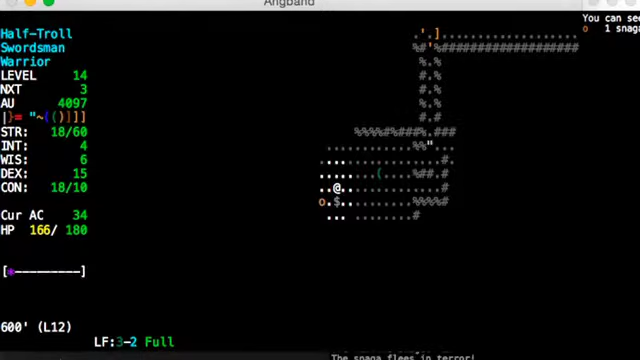 Angband
You can see
o 1 snaga
Half-Troll
Swordsman
Warrior
LEVEL 14
NXT 3
AU 4097
|}= "~(()]]]
STR: 18/60
INT: 4
WIS: 6
DEX: 15
CON: 18/10
Cur AC 34
HP 166/ 180
[*---------]
600' (L12)
LF:3-2 Full
The snaga flees in terror!